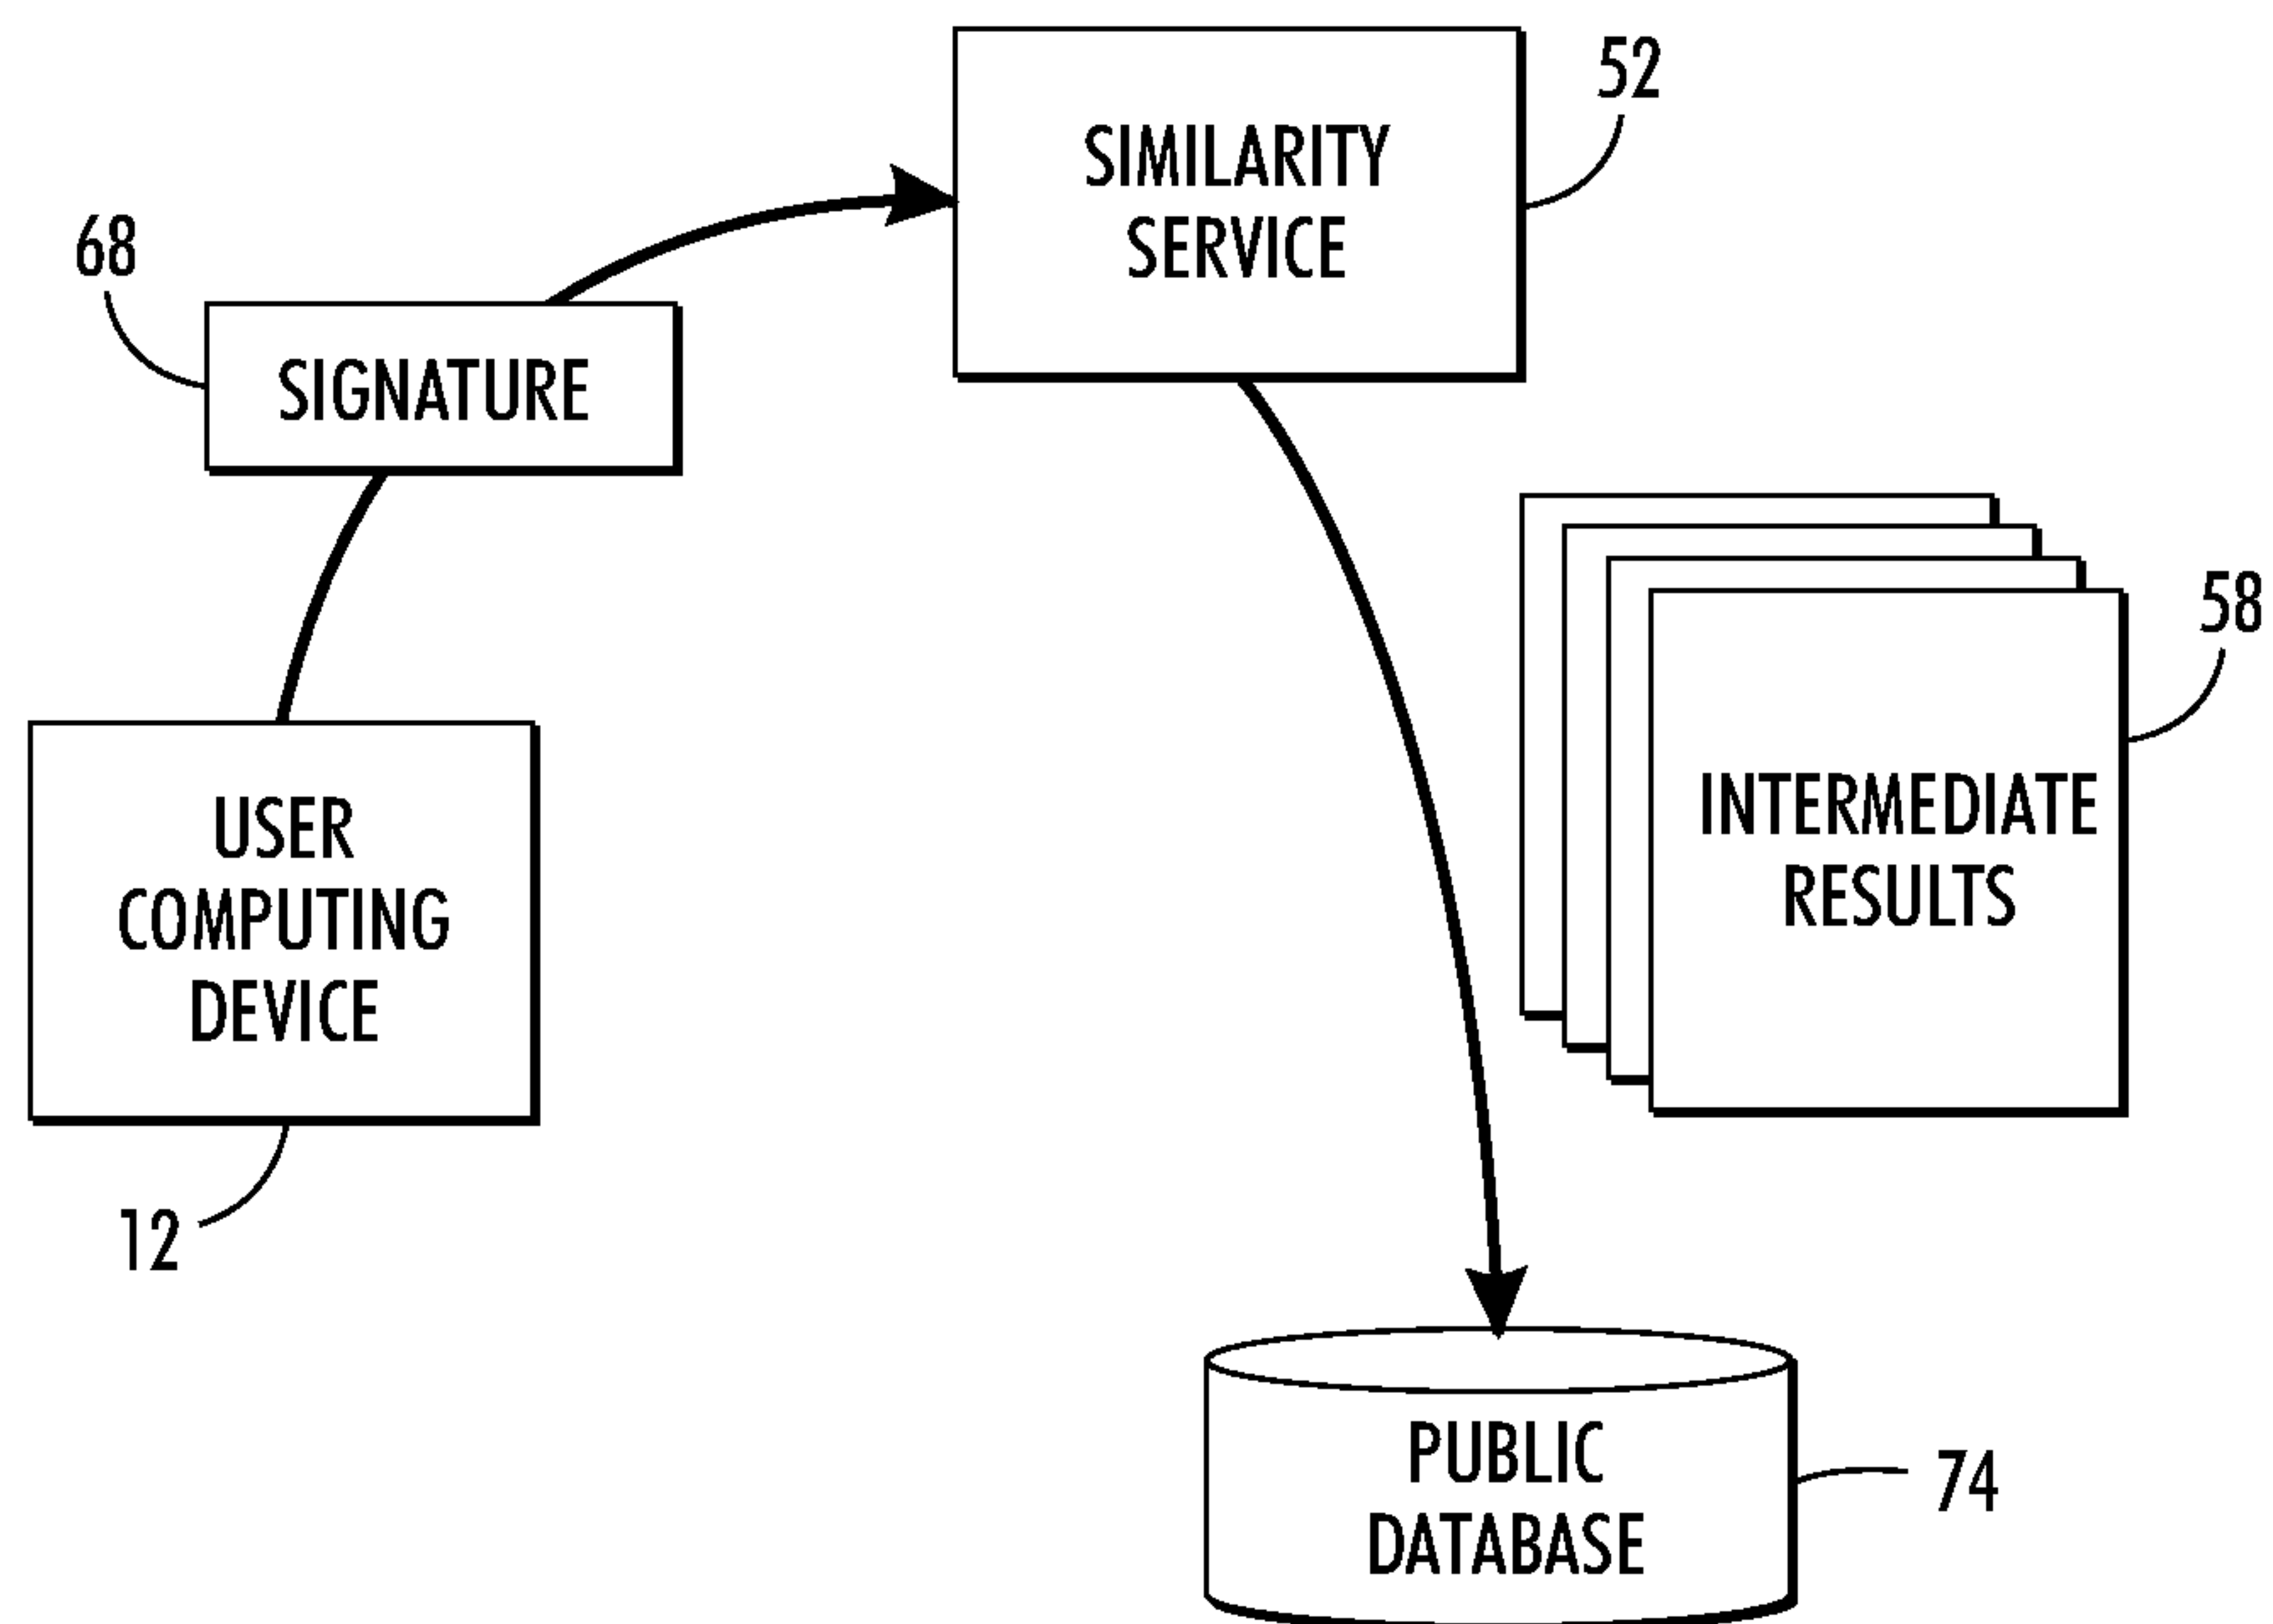 52
SIMILARITY
SERVICE
68
SIGNATURE
58
INTERMEDIATE
RESULTS
USER
COMPUTING
DEVICE
12
PUBLIC
DATABASE
74